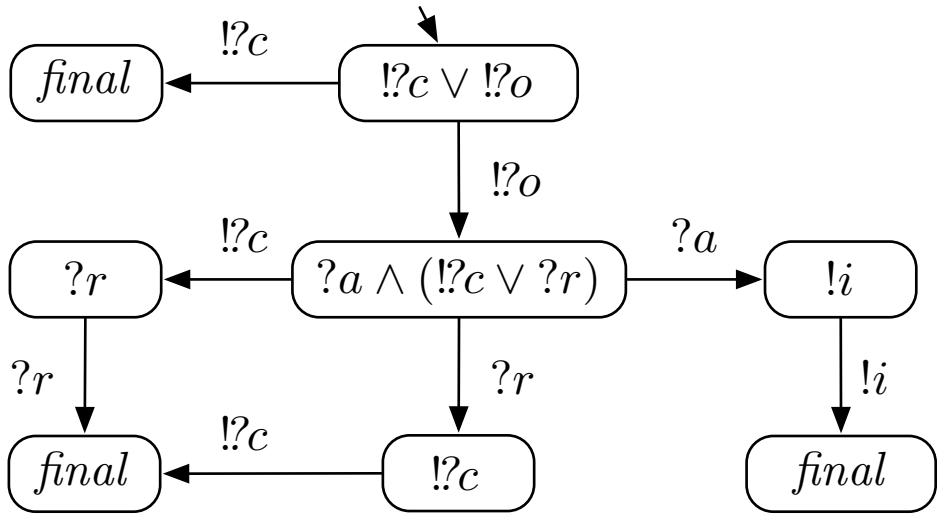 !?c
final
!?c ∨ !?o
!?o
!?c
?a
?r
?a ∧ (!?c ∨ ?r)
!i
?r
?r
!i
!?c
final
!?c
final